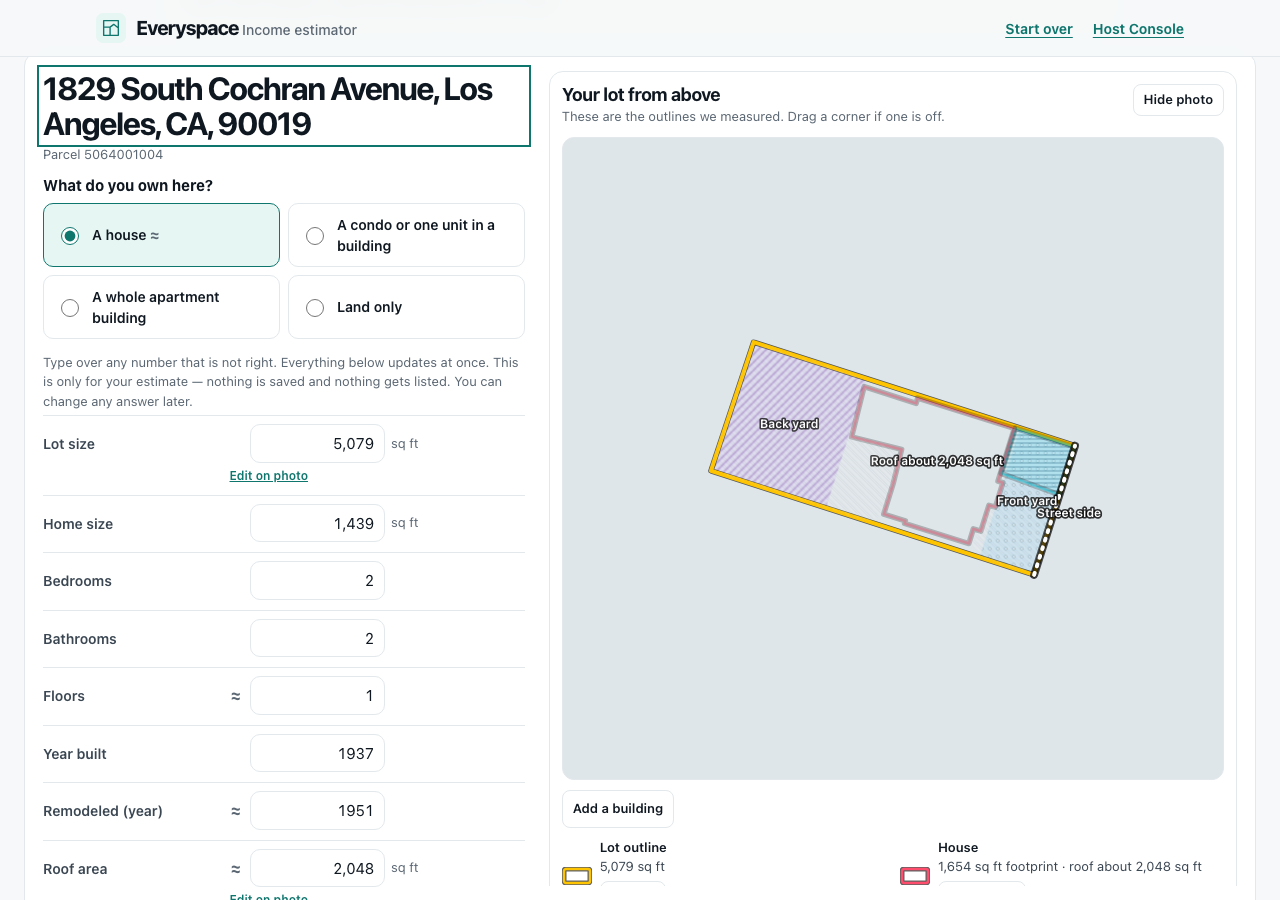 Everyspace Income estimator
Start over
Host Console
1829 South Cochran Avenue, Los
Angeles, CA, 90019
Parcel 5064001004
What do you own here?
A house ≈
A condo or one unit in a
building
A whole apartment
building
Land only
Type over any number that is not right. Everything below updates at once. This
is only for your estimate — nothing is saved and nothing gets listed. You can
change any answer later.
Lot size 5,079 sq ft
Edit on photo
Home size 1,439 sq ft
Bedrooms 2
Bathrooms 2
Floors ≈ 1
Year built 1937
Remodeled (year) ≈ 1951
Roof area ≈ 2,048 sq ft
Edit on photo
Your lot from above
These are the outlines we measured. Drag a corner if one is off.
Hide photo
Back yard
Roof about 2,048 sq ft
Front yard
Street side
Add a building
Lot outline
5,079 sq ft
House
1,654 sq ft footprint · roof about 2,048 sq ft